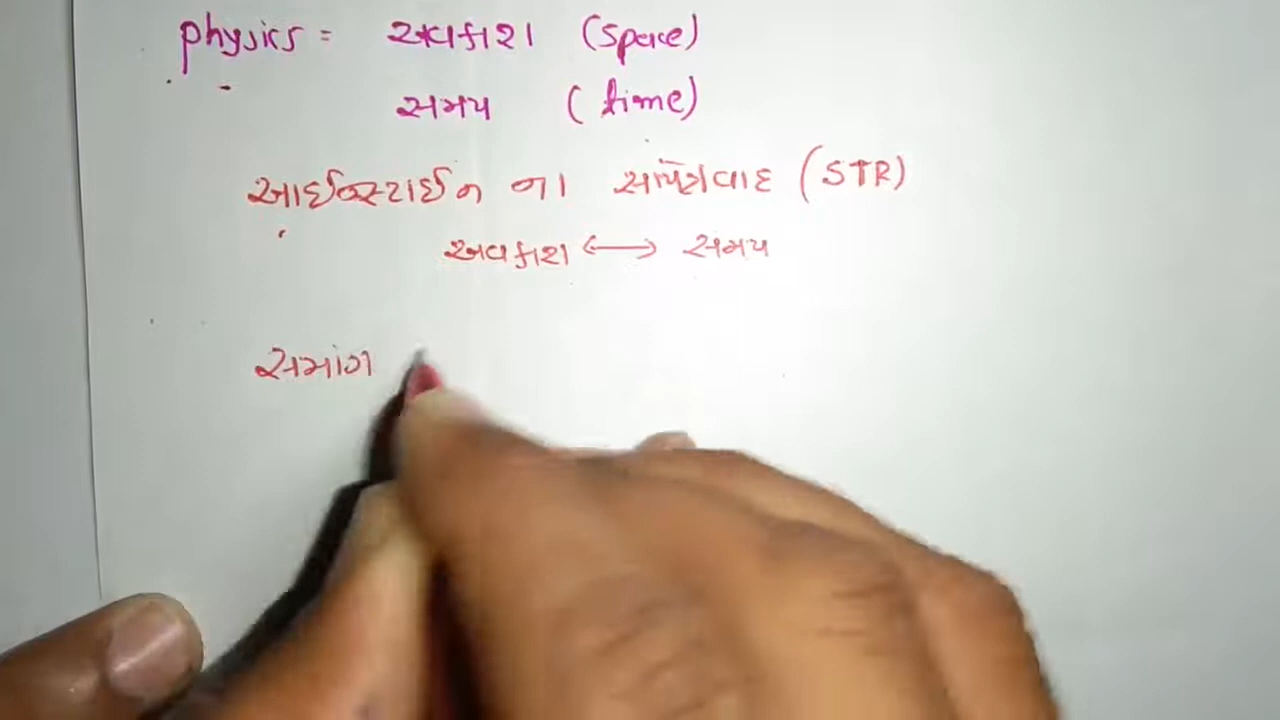 physics = અવકાશ (space)
સમય (time)
આઈન્સ્ટાઈન ના સાપેક્ષવાદ (STR)
અવકાશ ⟷ સમય
સમાંગ